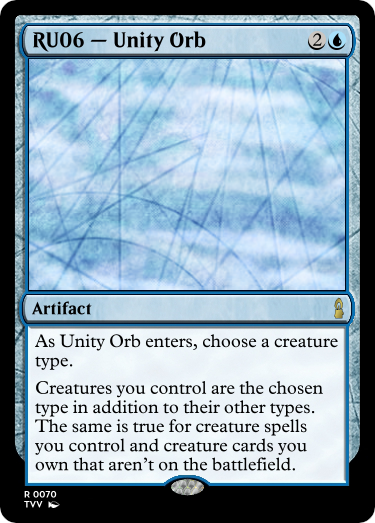 RU06 — Unity Orb 2
Artifact
As Unity Orb enters, choose a creature
type.
Creatures you control are the chosen
type in addition to their other types.
The same is true for creature spells
you control and creature cards you
own that aren't on the battlefield.
R 0070
TVV